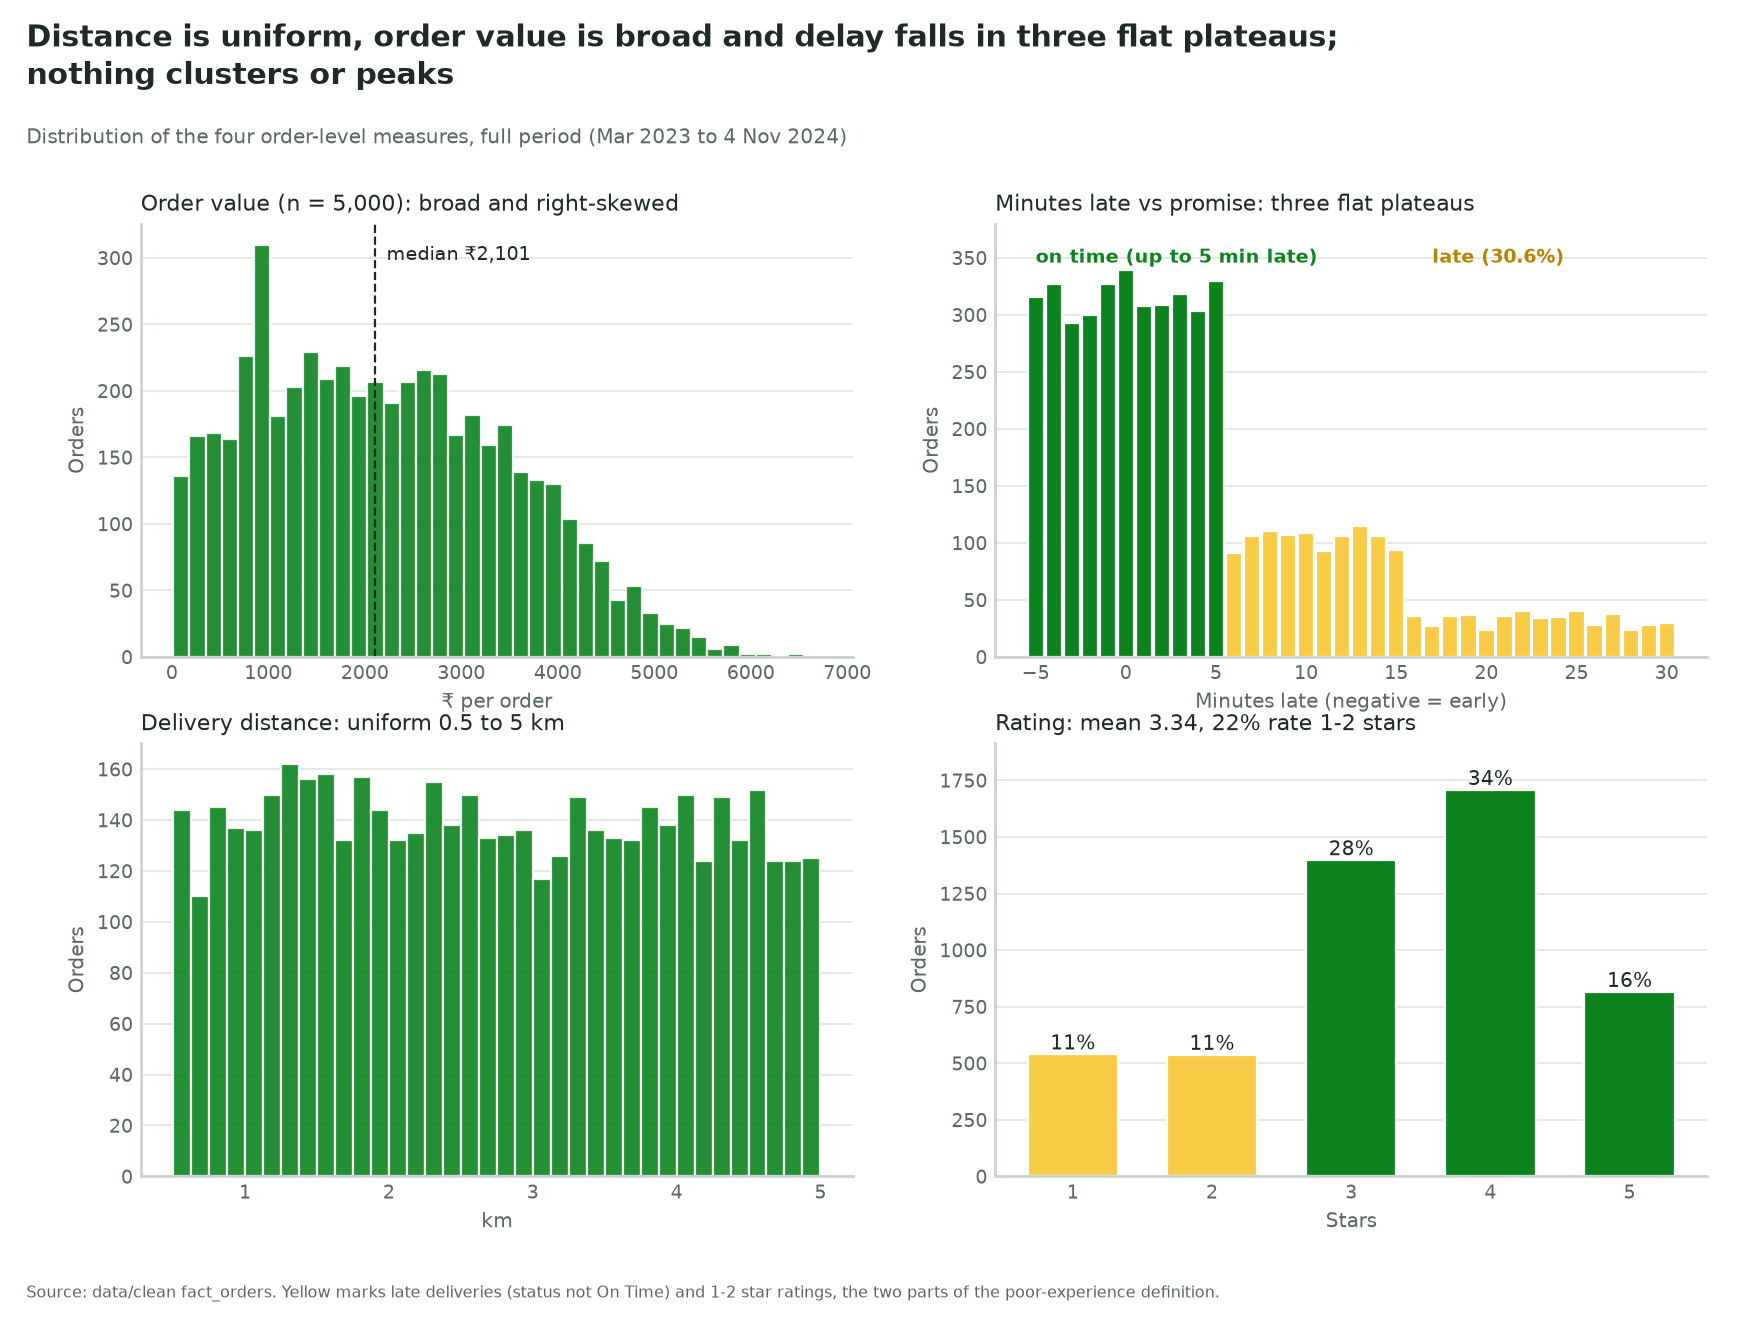 Distance is uniform, order value is broad and delay falls in three flat plateaus;
nothing clusters or peaks
Distribution of the four order-level measures, full period (Mar 2023 to 4 Nov 2024)
Order value (n = 5,000): broad and right-skewed
median ₹2,101
Orders
300
250
200
150
100
50
0
0 1000 2000 3000 4000 5000 6000 7000
₹ per order
Minutes late vs promise: three flat plateaus
on time (up to 5 min late)
late (30.6%)
Orders
350
300
250
200
150
100
50
0
−5 0 5 10 15 20 25 30
Minutes late (negative = early)
Delivery distance: uniform 0.5 to 5 km
Orders
160
140
120
100
80
60
40
20
0
1 2 3 4 5
km
Rating: mean 3.34, 22% rate 1-2 stars
Orders
1750
1500
1250
1000
750
500
250
0
11% 11% 28% 34% 16%
1 2 3 4 5
Stars
Source: data/clean fact_orders. Yellow marks late deliveries (status not On Time) and 1-2 star ratings, the two parts of the poor-experience definition.